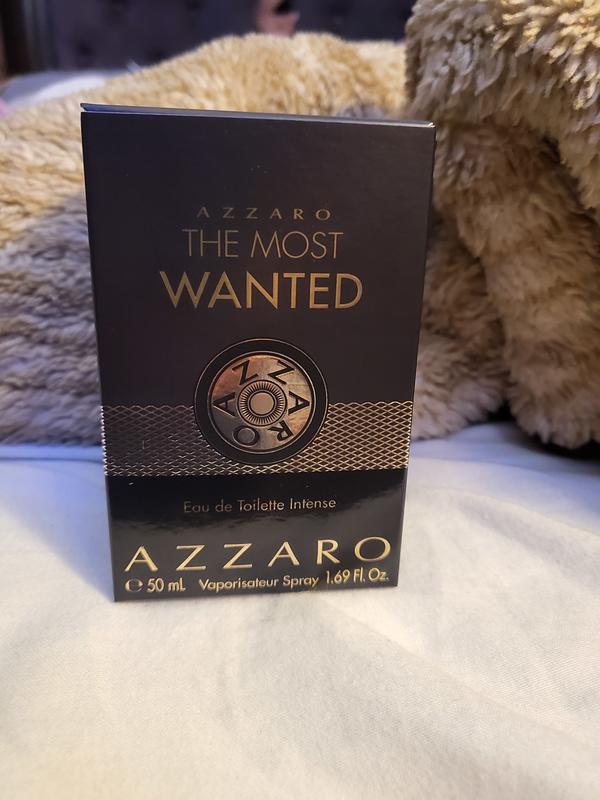 AZZARO
THE MOST
WANTED
AZZARO
Eau de Toilette Intense
AZZARO
℮ 50 ml Vaporisateur Spray 1.69 Fl. Oz.